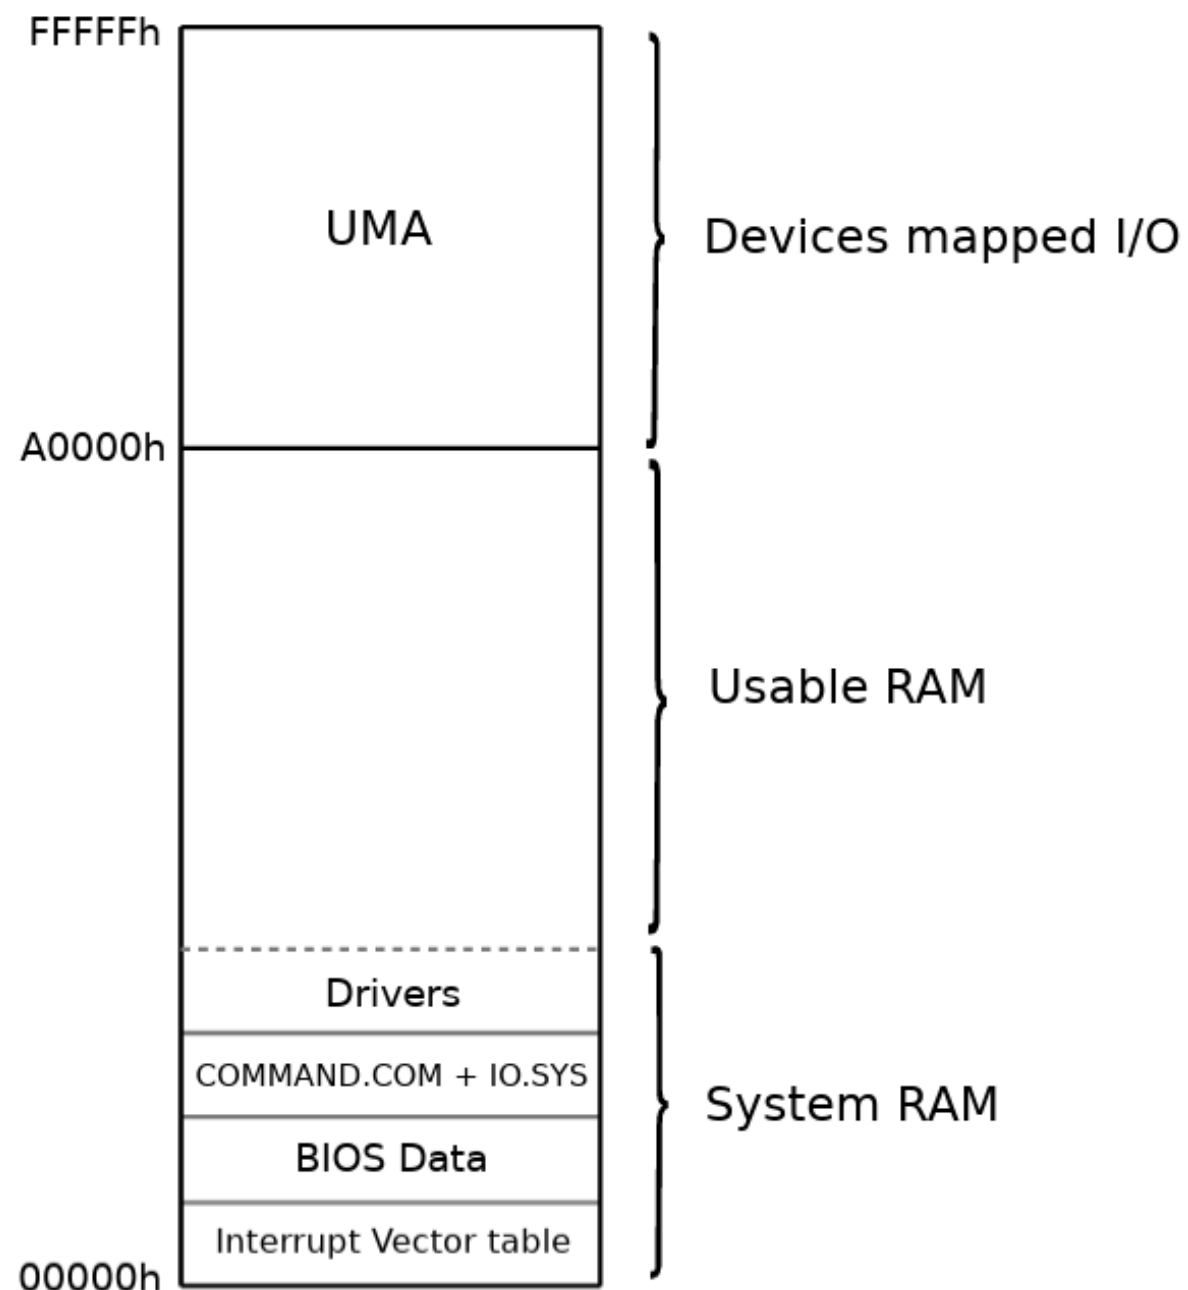 FFFFFh
UMA
Devices mapped I/O
A0000h
Usable RAM
Drivers
COMMAND.COM + IO.SYS
System RAM
BIOS Data
Interrupt Vector table
00000h